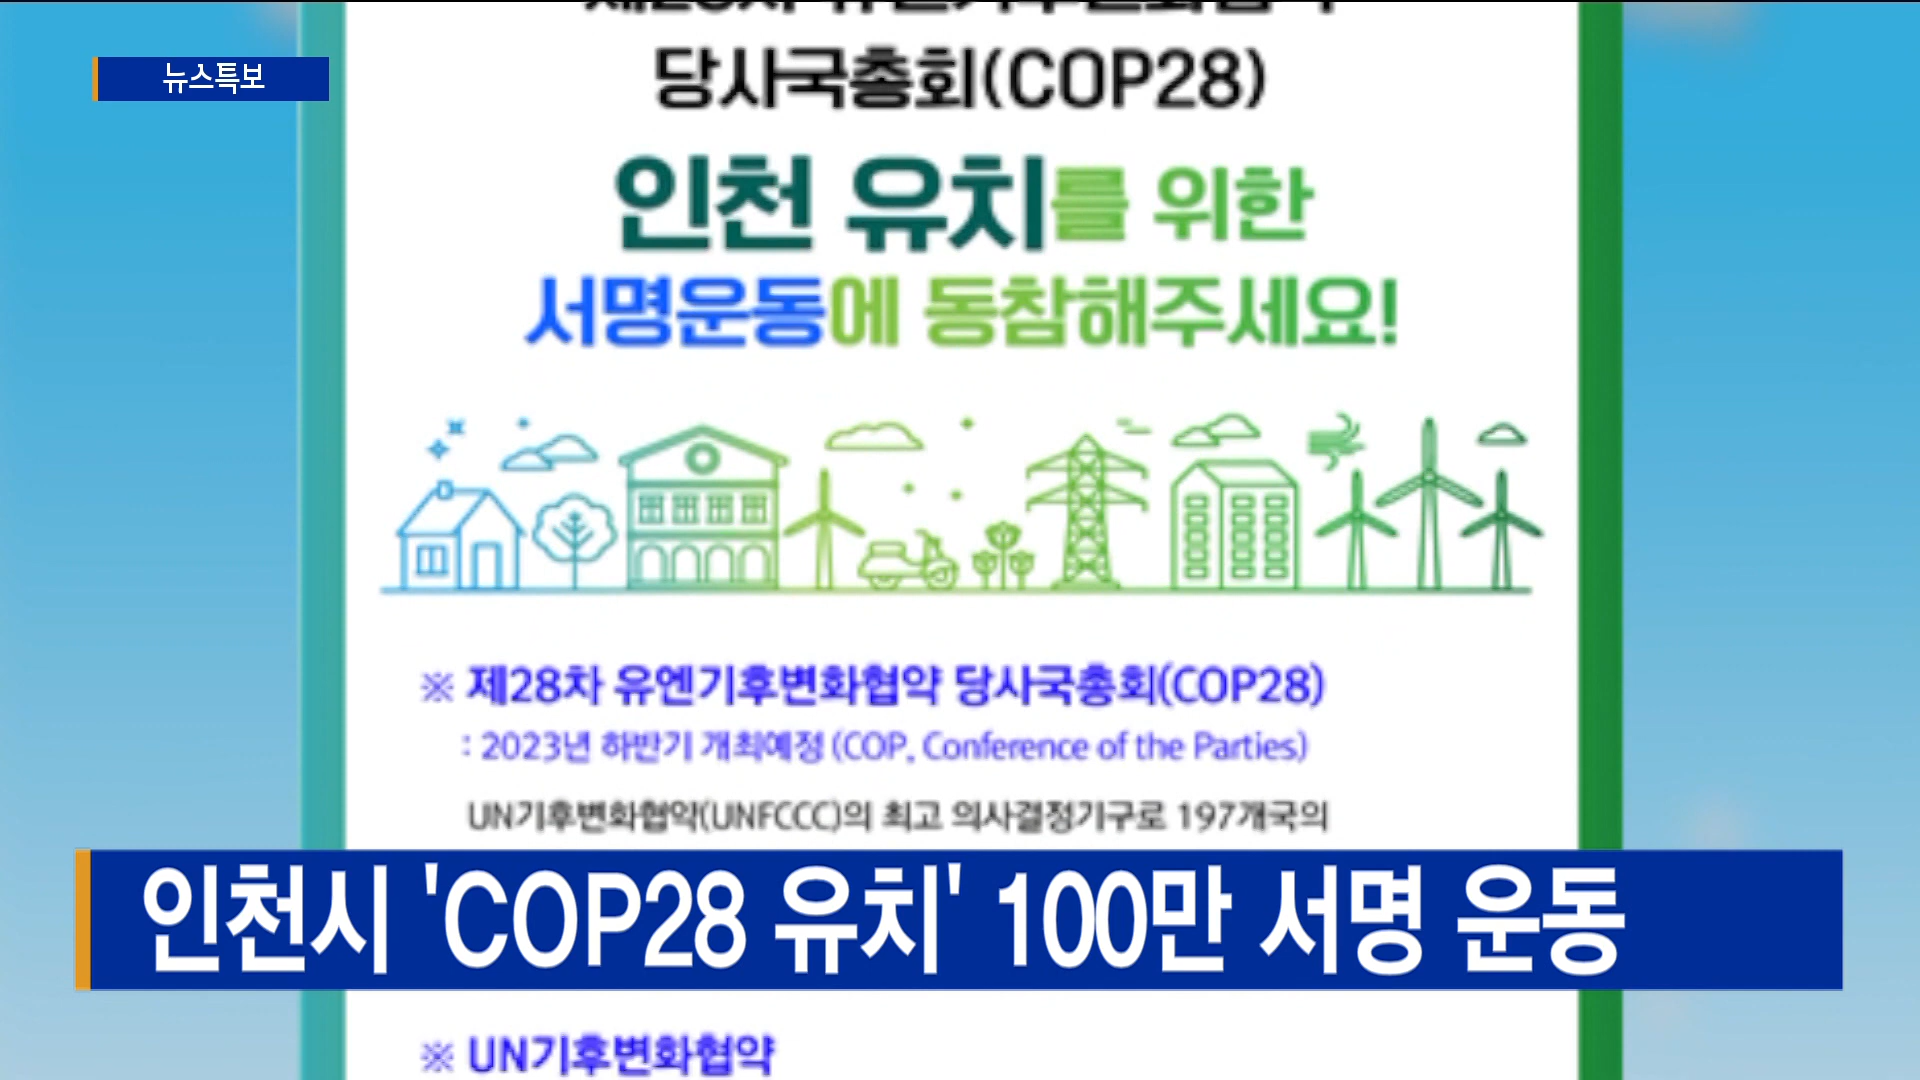 뉴스특보
당사국총회(COP28)
인천 유치를 위한
서명운동에 동참해주세요!
※ 제28차 유엔기후변화협약 당사국총회(COP28)
: 2023년 하반기 개최예정 (COP, Conference of the Parties)
UN기후변화협약(UNFCCC)의 최고 의사결정기구로 197개국의
인천시 'COP28 유치' 100만 서명 운동
※ UN기후변화협약